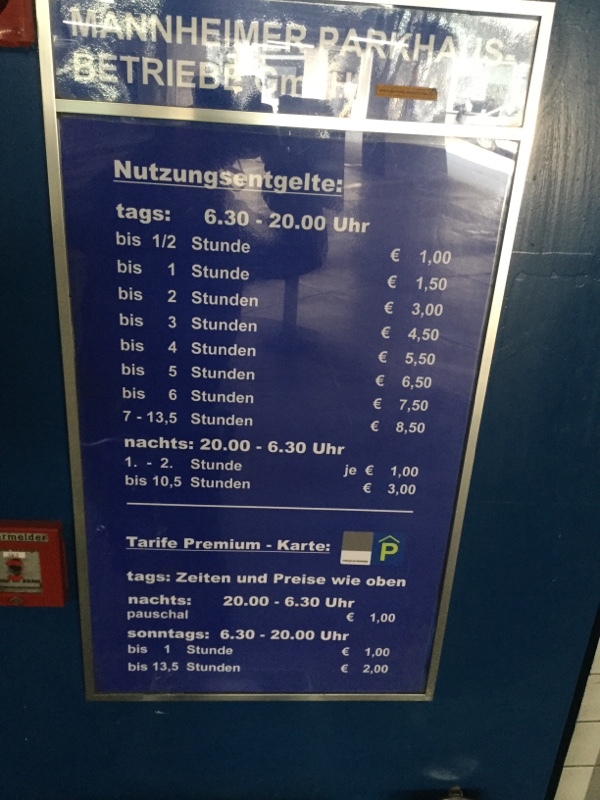 MANNHEIMER PARKHAUS-
BETRIEBE GmbH
Nutzungsentgelte:
tags: 6.30 - 20.00 Uhr
bis 1/2 Stunde € 1,00
bis 1 Stunde € 1,50
bis 2 Stunden € 3,00
bis 3 Stunden € 4,50
bis 4 Stunden € 5,50
bis 5 Stunden € 6,50
bis 6 Stunden € 7,50
7 - 13,5 Stunden € 8,50
nachts: 20.00 - 6.30 Uhr
1. - 2. Stunde je € 1,00
bis 10,5 Stunden € 3,00
Tarife Premium - Karte: P
tags: Zeiten und Preise wie oben
nachts: 20.00 - 6.30 Uhr
pauschal € 1,00
sonntags: 6.30 - 20.00 Uhr
bis 1 Stunde € 1,00
bis 13,5 Stunden € 2,00
rmelder